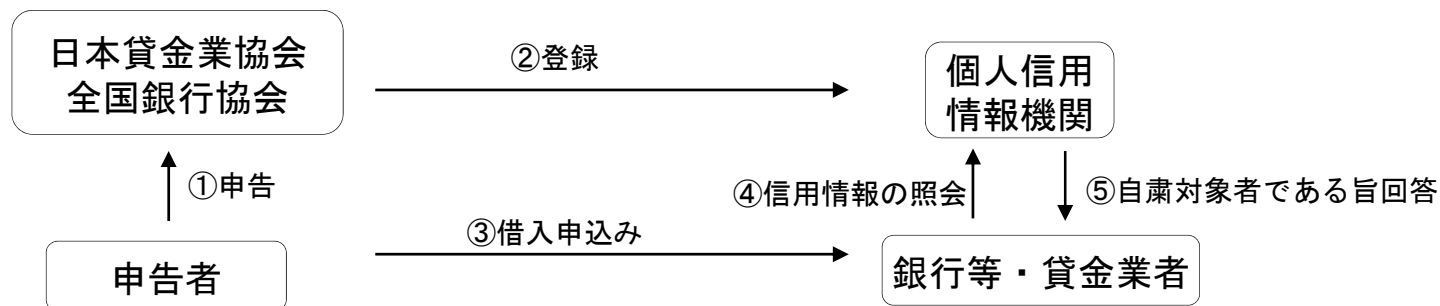 日本貸金業協会
全国銀行協会
②登録
個人信用
情報機関
①申告
④信用情報の照会
⑤自粛対象者である旨回答
③借入申込み
申告者
銀行等・貸金業者